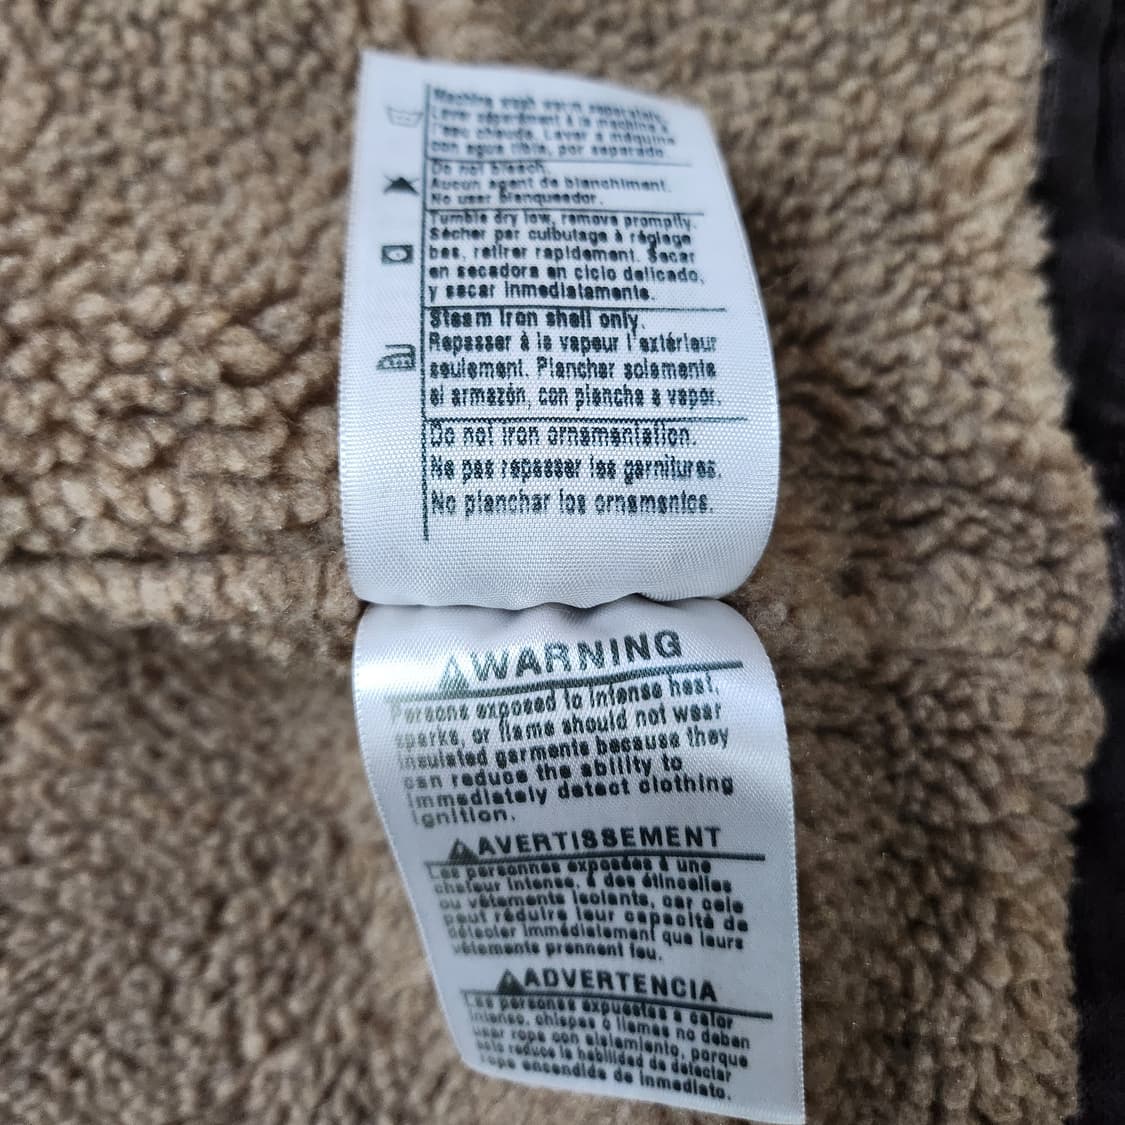 Machine wash warm separately.
Laver séparément à la machine à
l'eau chaude. Lavar a máquina
con agua tibia, por separado.
Do not bleach.
Aucun agent de blanchiment.
No usar blanqueador.
Tumble dry low, remove promptly.
Sécher par culbutage à réglage
bas, retirer rapidement. Secar
en secadora en ciclo delicado,
y sacar inmediatamente.
Steam iron shell only.
Repasser à la vapeur l'extérieur
seulement. Planchar solamente
el armazón, con plancha a vapor.
Do not iron ornamentation.
Ne pas repasser les garnitures.
No planchar los ornamentos.
WARNING
Persons exposed to intense heat,
sparks, or flame should not wear
insulated garments because they
can reduce the ability to
immediately detect clothing
ignition.
AVERTISSEMENT
Les personnes exposées à une
chaleur intense, à des étincelles
ou vêtements isolants, car cela
peut réduire leur capacité de
détecter immédiatement que leurs
vêtements prennent feu.
ADVERTENCIA
Las personas expuestas a calor
intenso, chispas o llamas no deben
usar ropa con aislamiento, porque
esto reduce la habilidad de detectar
ropa encendida de inmediato.